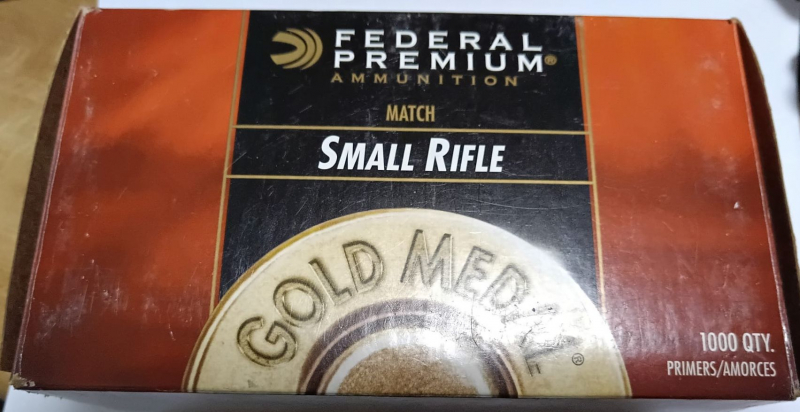 FEDERAL
PREMIUM®
AMMUNITION
MATCH
SMALL RIFLE
GOLD MEDAL®
1000 QTY.
PRIMERS/AMORCES